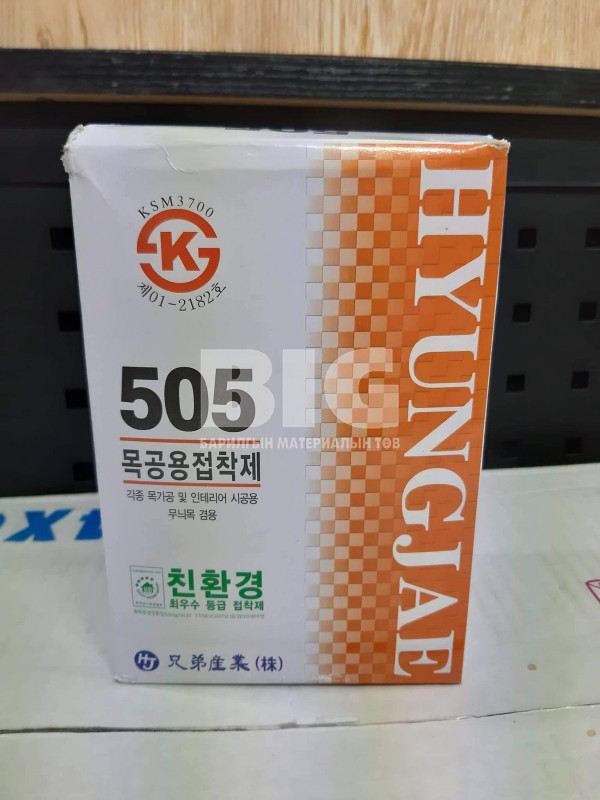 KSM3700
K
제01-2182호
505
목공용접착제
각종 목가공 및 인테리어 시공용
무늬목 겸용
친환경
최우수 등급 접착제
HJ 兄弟産業(株)
HYUNGJAE
BIG
БАРИЛГЫН МАТЕРИАЛЫН ТӨВ
ext